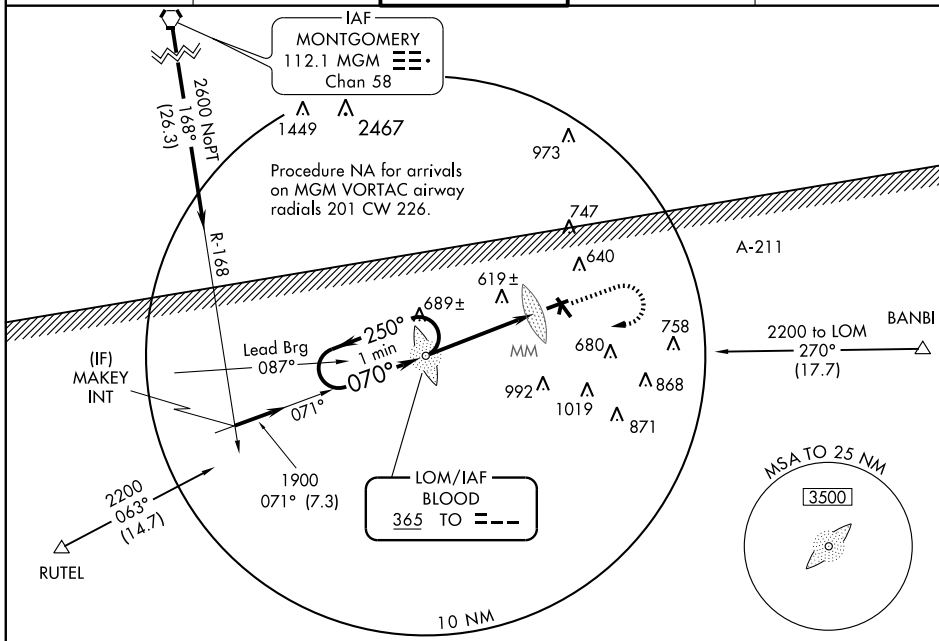 IAF
MONTGOMERY
112.1 MGM
Chan 58
2600 NoPT
168°
(26.3)
R-168
1449
2467
973
Procedure NA for arrivals
on MGM VORTAC airway
radials 201 CW 226.
747
A-211
640
619±
689±
MM
680
758
992
1019
868
871
2200 to LOM
270°
(17.7)
BANBI
Lead Brg
087°
250°
1 min
070°
(IF)
MAKEY
INT
071°
1900
071° (7.3)
2200
063°
(14.7)
RUTEL
LOM/IAF
BLOOD
365 TO
MSA TO 25 NM
3500
10 NM